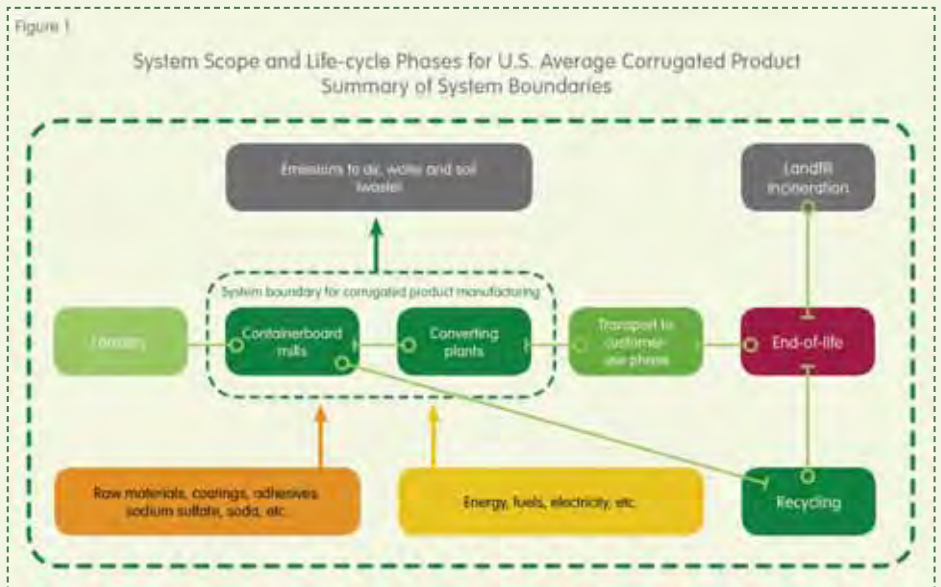 Figure 1
System Scope and Life-cycle Phases for U.S. Average Corrugated Product
Summary of System Boundaries
Emissions to air, water and soil
(waste)
Landfill
incineration
System boundary for corrugated product manufacturing
Forestry
Containerboard
mills
Converting
plants
Transport to
customer-
use phase
End-of-life
Raw materials, coatings, adhesives
sodium sulfate, soda, etc.
Energy, fuels, electricity, etc.
Recycling